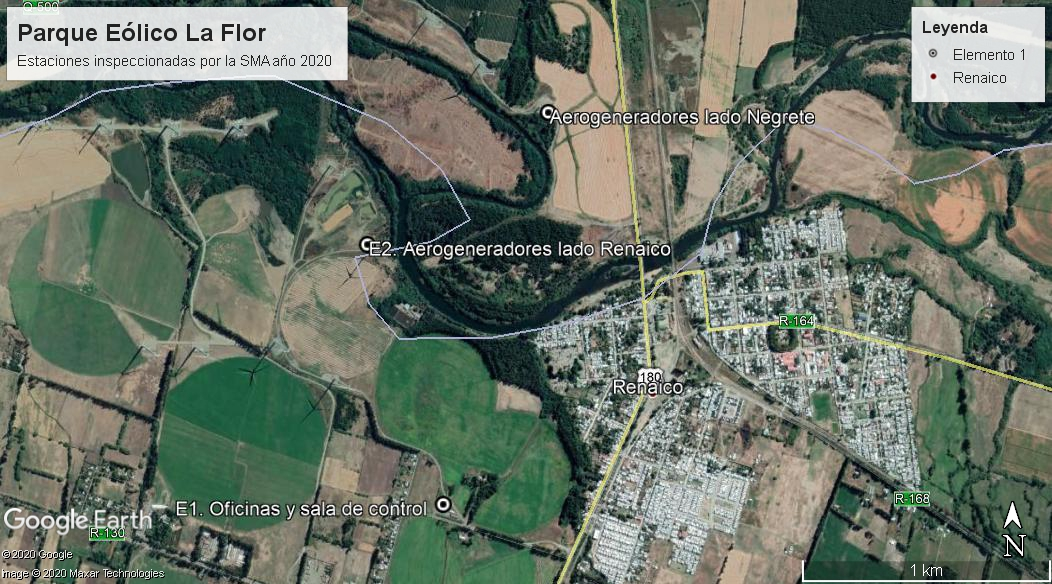 Q-500
Parque Eólico La Flor
Estaciones inspeccionadas por la SMA año 2020
Leyenda
Elemento 1
Renaico
Aerogeneradores lado Negrete
E2. Aerogeneradores lado Renaico
R-164
180
Renaico
E1. Oficinas y sala de control
R-168
Google Earth
R-130
© 2020 Google
Image © 2020 Maxar Technologies
N
1 km